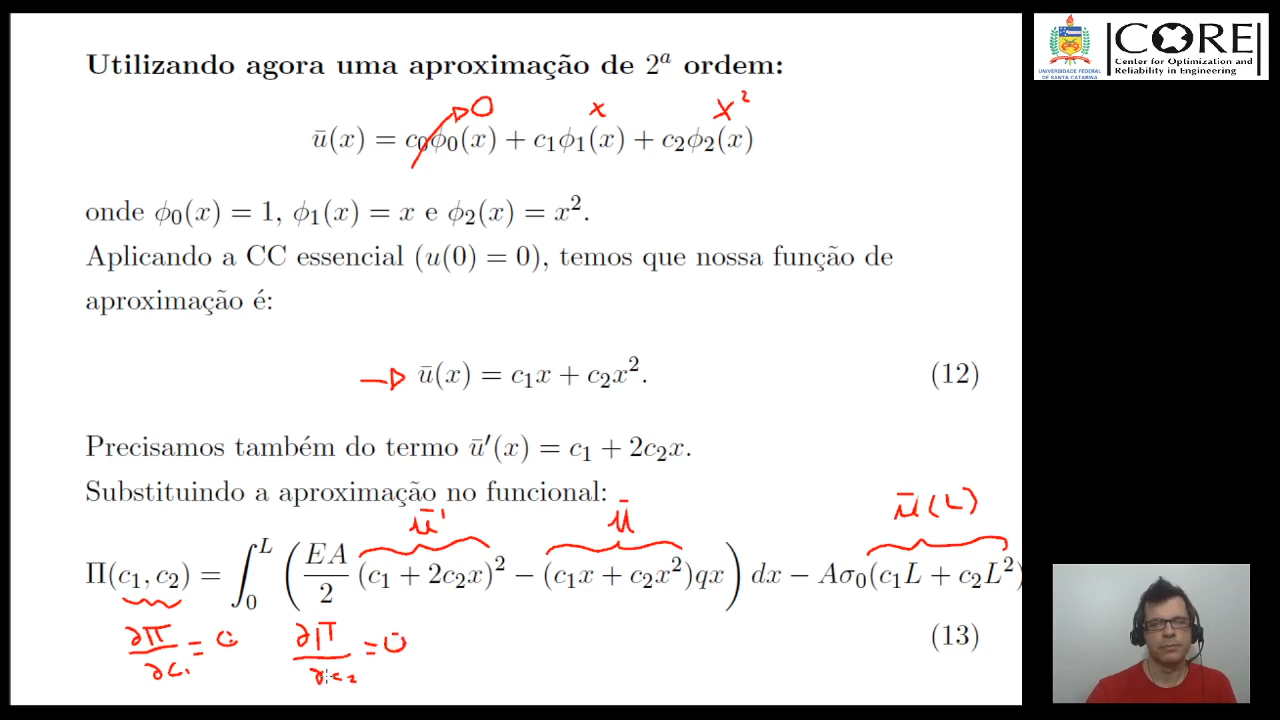 Utilizando agora uma aproximação de 2ª ordem:
0 x x²
ū(x) = c₀ϕ₀(x) + c₁ϕ₁(x) + c₂ϕ₂(x)
onde ϕ₀(x) = 1, ϕ₁(x) = x e ϕ₂(x) = x².
Aplicando a CC essencial (u(0) = 0), temos que nossa função de
aproximação é:
ū(x) = c₁x + c₂x². (12)
Precisamos também do termo ū′(x) = c₁ + 2c₂x.
Substituindo a aproximação no funcional:
ū' ū ū(L)
Π(c₁, c₂) = ∫₀ᴸ (EA/2 (c₁ + 2c₂x)² − (c₁x + c₂x²)qx) dx − Aσ₀(c₁L + c₂L²)
(13)
∂Π/∂c₁ = 0 ∂Π/∂c₂ = 0
UNIVERSIDADE FEDERAL
DE SANTA CATARINA
CORE
Center for Optimization and
Reliability in Engineering